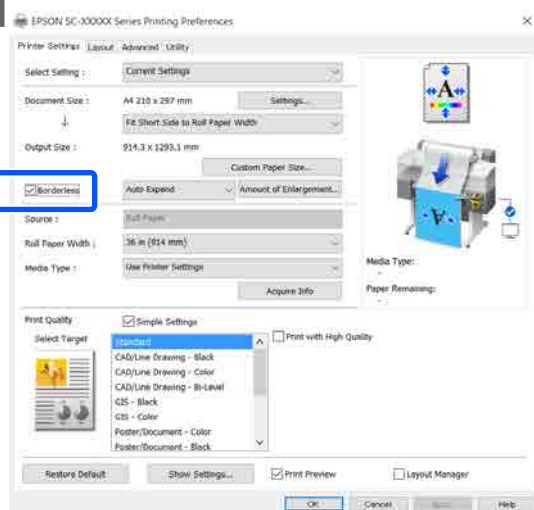 EPSON SC-XXXXX Series Printing Preferences
Printer Settings Layout Advanced Utility
Select Setting : Current Settings
Document Size : A4 210 x 297 mm Settings...
Fit Short Side to Roll Paper Width
Output Size : 914.3 x 1293.1 mm
Custom Paper Size...
Borderless Auto Expand Amount of Enlargement...
Source : Roll Paper
Roll Paper Width : 36 in (914 mm)
Media Type : Use Printer Settings
Acquire Info
Media Type:
-
Paper Remaining:
-
Print Quality Simple Settings
Select Target
Standard
CAD/Line Drawing - Black
CAD/Line Drawing - Color
CAD/Line Drawing - Bi-Level
GIS - Black
GIS - Color
Poster/Document - Color
Poster/Document - Black
Print with High Quality
Restore Default Show Settings... Print Preview Layout Manager
OK Cancel Help